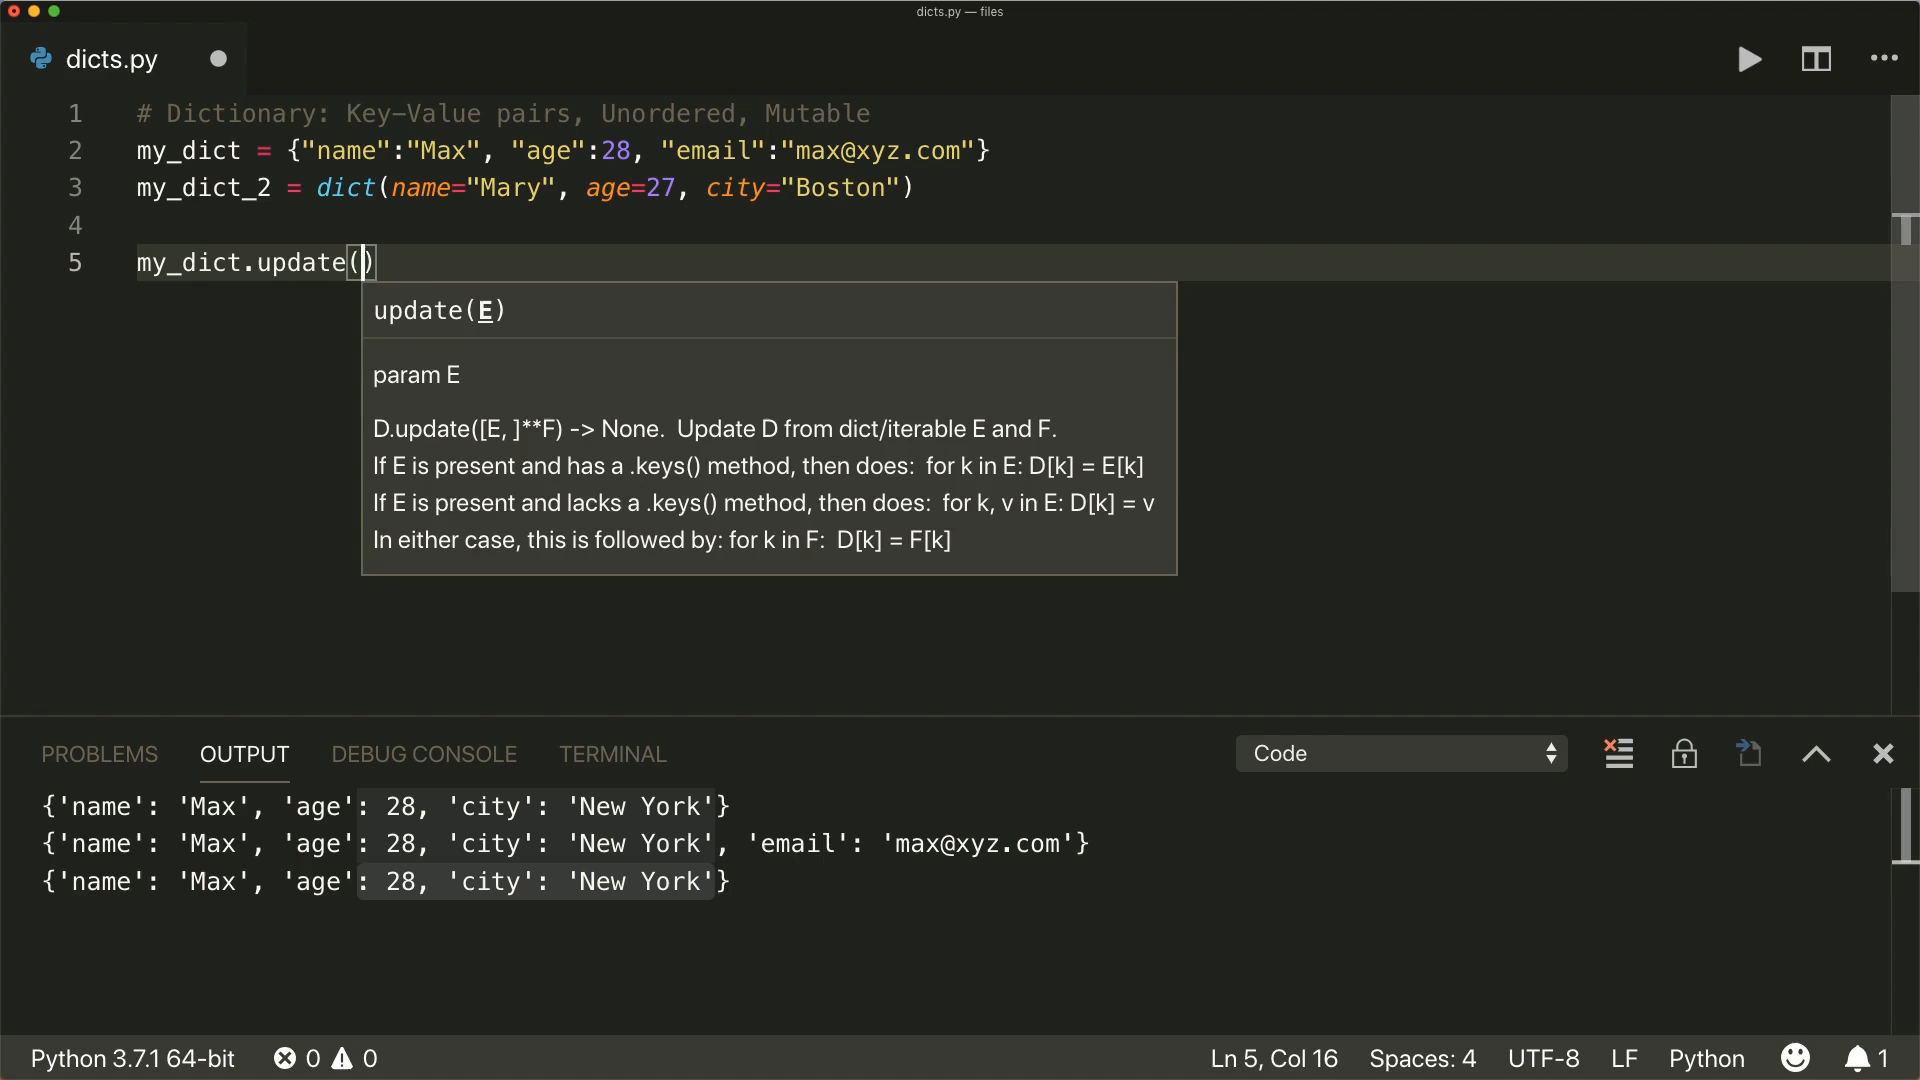 dicts.py — files
dicts.py
1 # Dictionary: Key-Value pairs, Unordered, Mutable
2 my_dict = {"name":"Max", "age":28, "email":"max@xyz.com"}
3 my_dict_2 = dict(name="Mary", age=27, city="Boston")
4
5 my_dict.update()
update(E)
param E
D.update([E, ]**F) -> None.  Update D from dict/iterable E and F.
If E is present and has a .keys() method, then does:  for k in E: D[k] = E[k]
If E is present and lacks a .keys() method, then does:  for k, v in E: D[k] = v
In either case, this is followed by: for k in F:  D[k] = F[k]
PROBLEMS OUTPUT DEBUG CONSOLE TERMINAL Code
{'name': 'Max', 'age': 28, 'city': 'New York'}
{'name': 'Max', 'age': 28, 'city': 'New York', 'email': 'max@xyz.com'}
{'name': 'Max', 'age': 28, 'city': 'New York'}
Python 3.7.1 64-bit 0 0 Ln 5, Col 16 Spaces: 4 UTF-8 LF Python 1